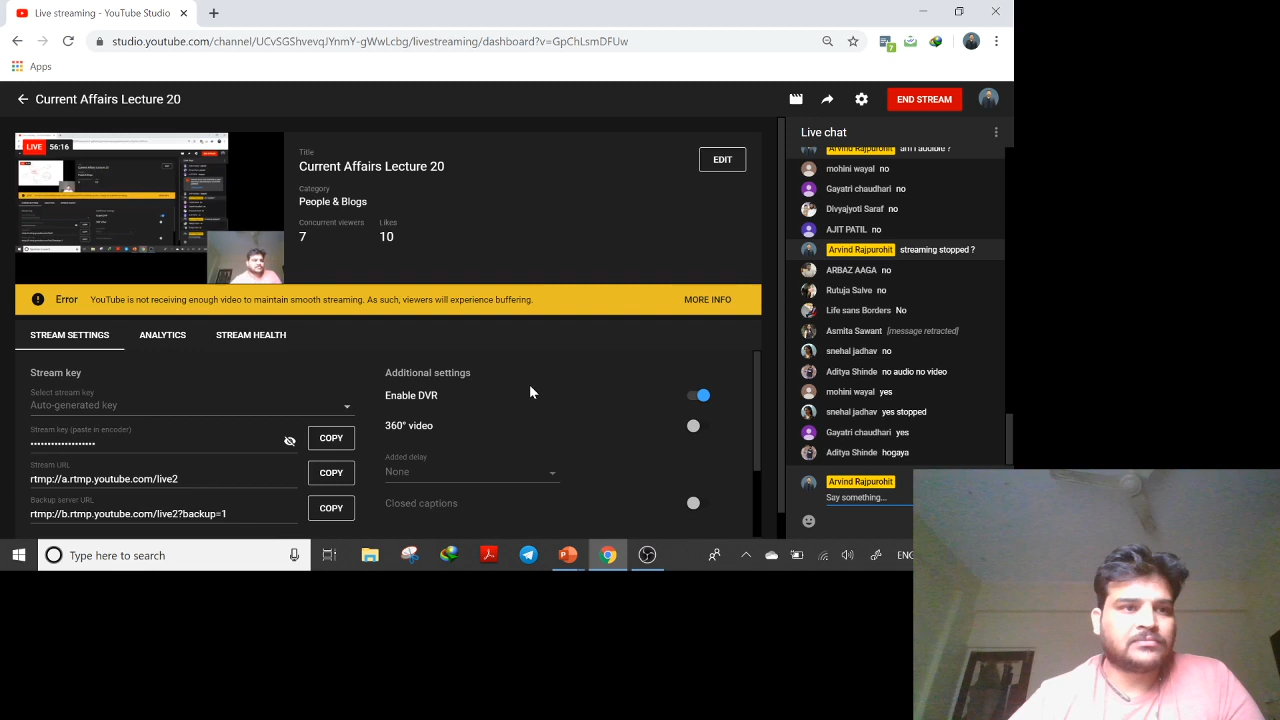 Live streaming - YouTube Studio
studio.youtube.com/channel/UCvSGShvevqJYnmY-gWwLcbg/livestreaming/dashboard?v=GpChLsmDFUw
7
Apps
Current Affairs Lecture 20
END STREAM
Live chat
LIVE 56:16
Title
Current Affairs Lecture 20
EDIT
Category
People & Blogs
Concurrent viewers
Likes
7
10
Error YouTube is not receiving enough video to maintain smooth streaming. As such, viewers will experience buffering.
MORE INFO
STREAM SETTINGS
ANALYTICS
STREAM HEALTH
Stream key
Select stream key
Auto-generated key
Stream key (paste in encoder)
••••••••••••••••••••
COPY
Stream URL
rtmp://a.rtmp.youtube.com/live2
COPY
Backup server URL
rtmp://b.rtmp.youtube.com/live2?backup=1
COPY
Additional settings
Enable DVR
360° video
Added delay
None
Closed captions
Arvind Rajpurohit am I audible ?
mohini wayal no
Gayatri chaudhari no
Divyajyoti Saraf no
AJIT PATIL no
Arvind Rajpurohit streaming stopped ?
ARBAZ AAGA no
Rutuja Salve no
Life sans Borders No
Asmita Sawant [message retracted]
snehal jadhav no
Aditya Shinde no audio no video
mohini wayal yes
snehal jadhav yes stopped
Gayatri chaudhari yes
Aditya Shinde hogaya
Arvind Rajpurohit
Say something...
Type here to search
ENG